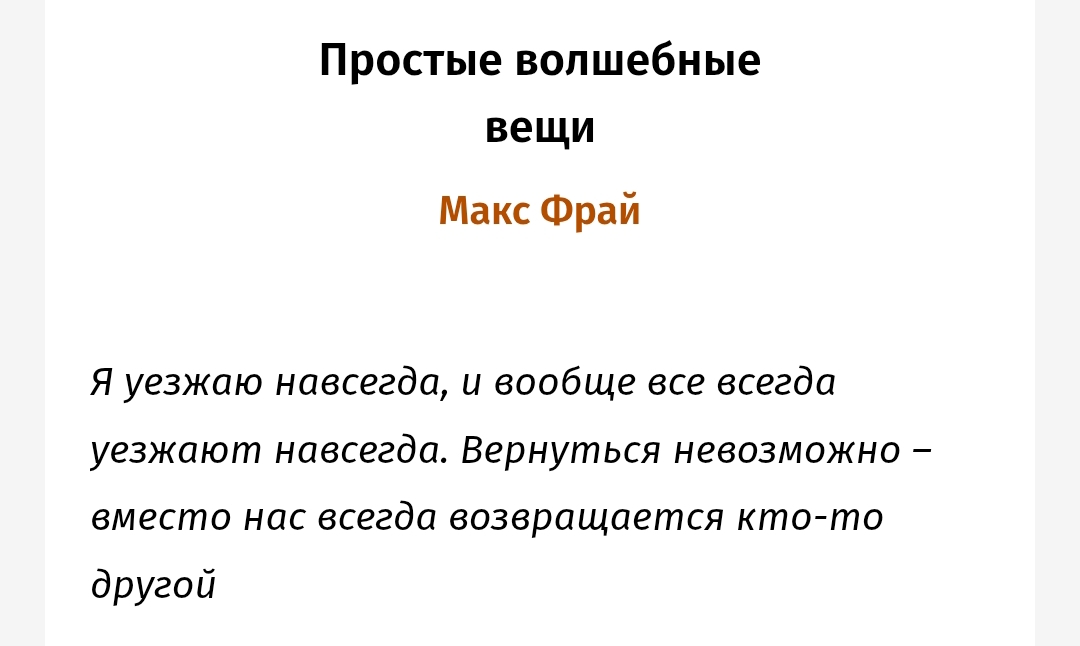 Простые волшебные
вещи
Макс Фрай
Я уезжаю навсегда, и вообще все всегда
уезжают навсегда. Вернуться невозможно –
вместо нас всегда возвращается кто-то
другой